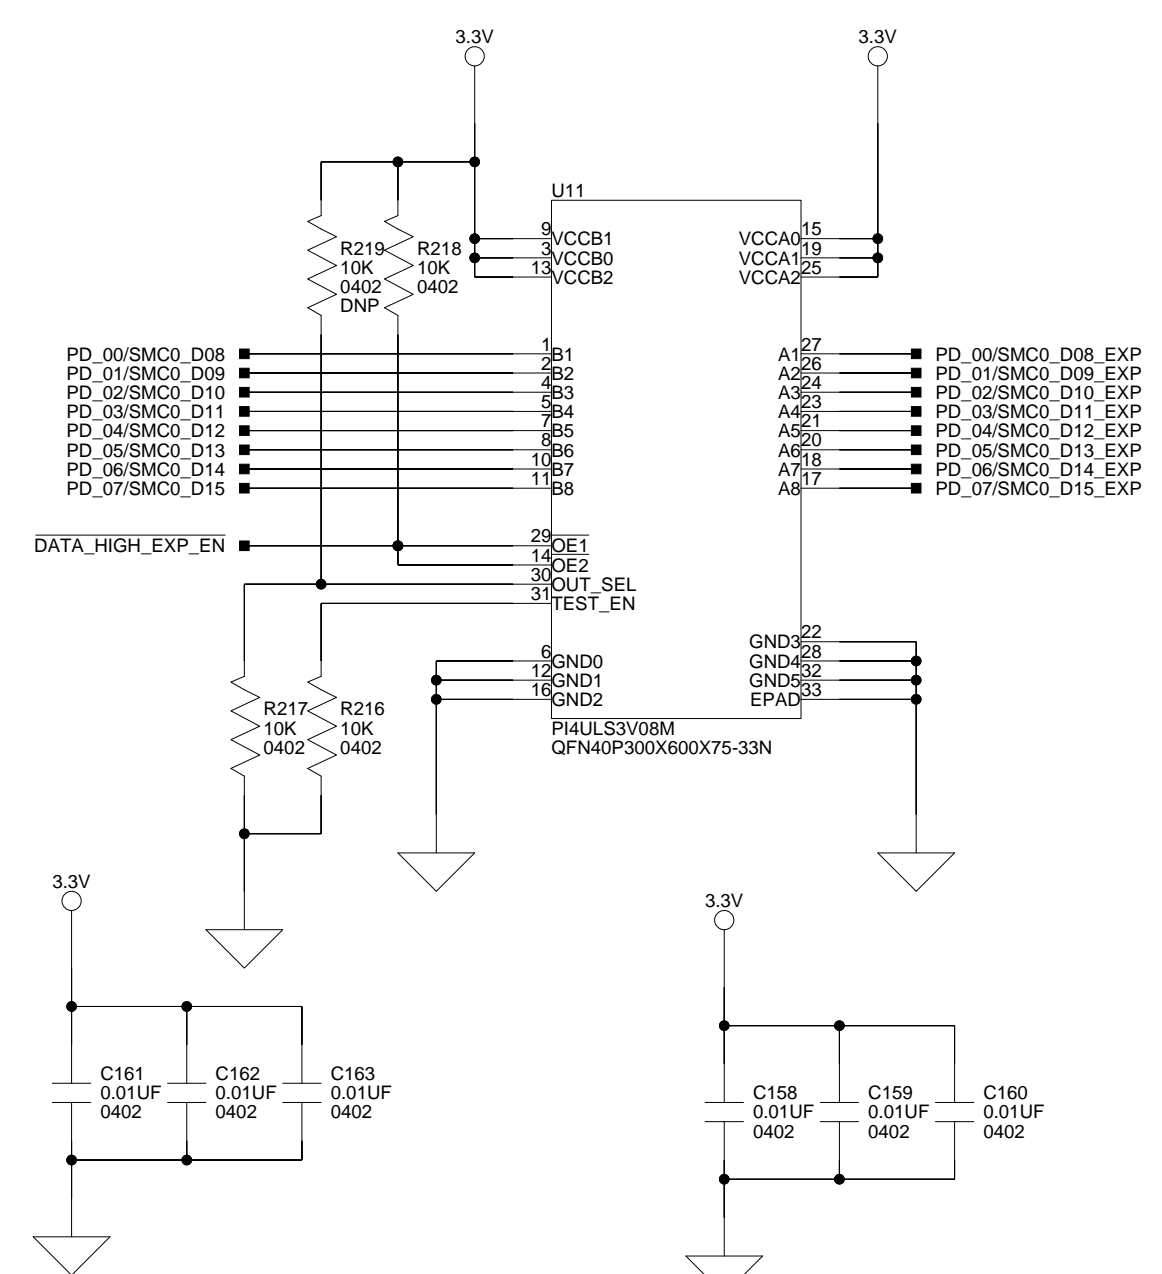 3.3V
3.3V
U11
R219
10K
0402
DNP
R218
10K
0402
9
VCCB1
3
VCCB0
13
VCCB2
15
VCCA0
19
VCCA1
25
VCCA2
PD_00/SMC0_D08
1
B1
27
A1
PD_00/SMC0_D08_EXP
PD_01/SMC0_D09
2
B2
26
A2
PD_01/SMC0_D09_EXP
PD_02/SMC0_D10
4
B3
24
A3
PD_02/SMC0_D10_EXP
PD_03/SMC0_D11
5
B4
23
A4
PD_03/SMC0_D11_EXP
PD_04/SMC0_D12
7
B5
21
A5
PD_04/SMC0_D12_EXP
PD_05/SMC0_D13
8
B6
20
A6
PD_05/SMC0_D13_EXP
PD_06/SMC0_D14
10
B7
18
A7
PD_06/SMC0_D14_EXP
PD_07/SMC0_D15
11
B8
17
A8
PD_07/SMC0_D15_EXP
DATA_HIGH_EXP_EN
29
OE1
14
OE2
30
OUT_SEL
31
TEST_EN
6
GND0
12
GND1
16
GND2
22
GND3
28
GND4
32
GND5
33
EPAD
R217
10K
0402
R216
10K
0402
PI4ULS3V08M
QFN40P300X600X75-33N
3.3V
3.3V
C161
0.01UF
0402
C162
0.01UF
0402
C163
0.01UF
0402
C158
0.01UF
0402
C159
0.01UF
0402
C160
0.01UF
0402